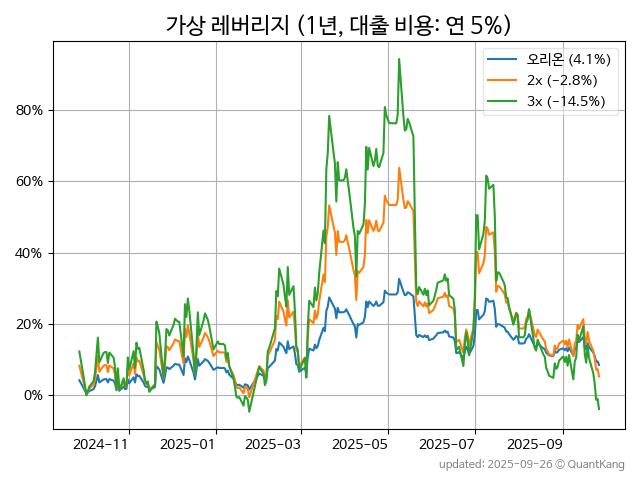 가상 레버리지 (1년, 대출 비용: 연 5%)
오리온 (4.1%)
2x (−2.8%)
3x (−14.5%)
80%
60%
40%
20%
0%
2024-11
2025-01
2025-03
2025-05
2025-07
2025-09
updated: 2025-09-26 © QuantKang